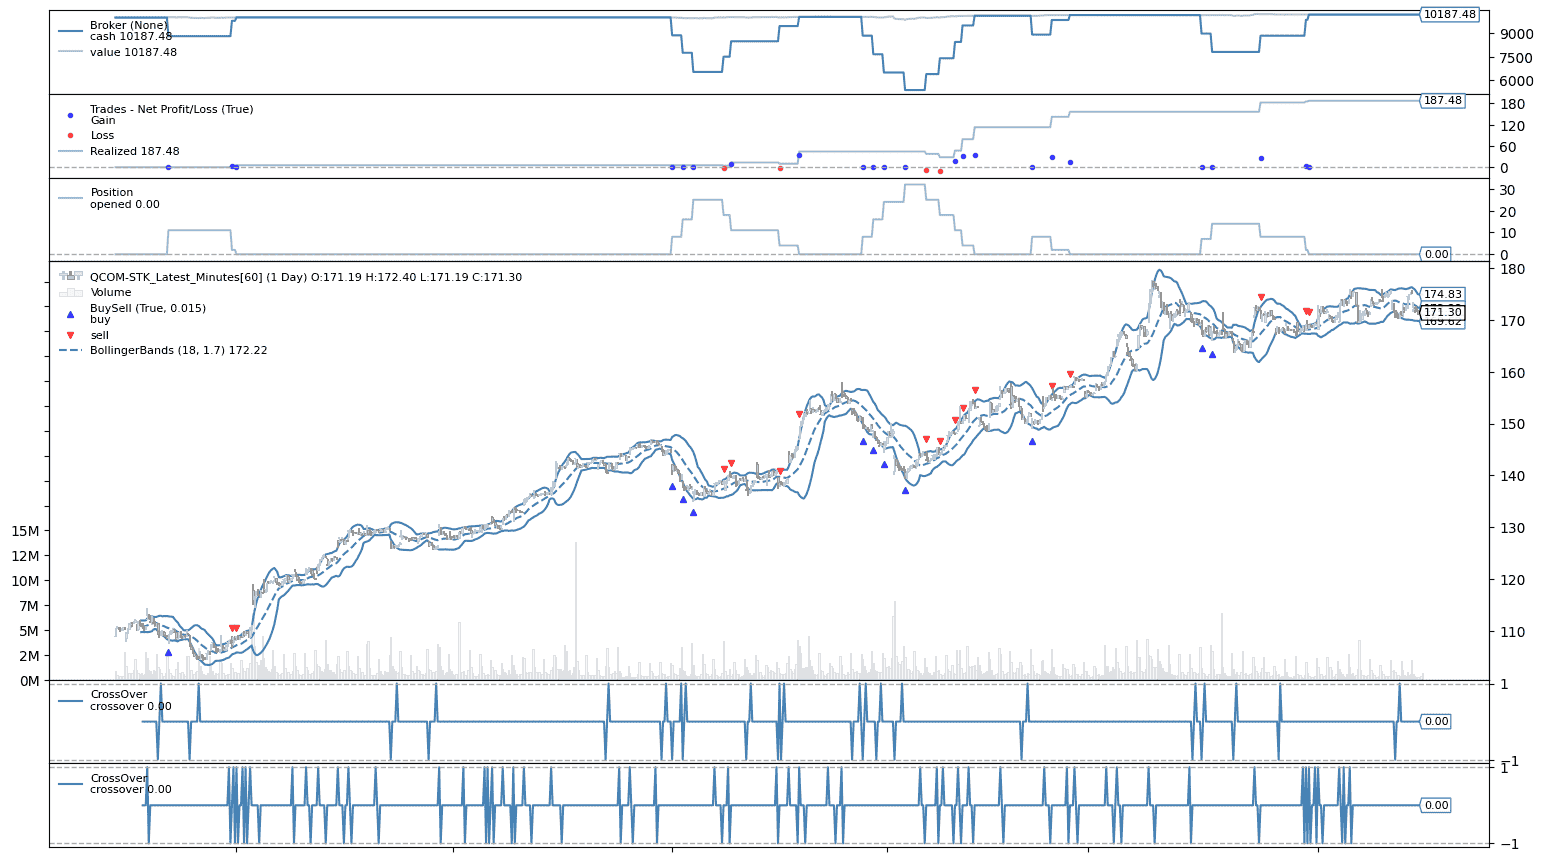 Broker (None)
cash 10187.48
value 10187.48
10187.48
9000
7500
6000
Trades - Net Profit/Loss (True)
Gain
Loss
Realized 187.48
187.48
180
120
60
0
Position
opened 0.00
30
20
10
0
0.00
QCOM-STK_Latest_Minutes[60] (1 Day) O:171.19 H:172.40 L:171.19 C:171.30
Volume
BuySell (True, 0.015)
buy
sell
BollingerBands (18, 1.7) 172.22
180
174.83
171.30
169.62
170
160
150
140
130
120
110
15M
12M
10M
7M
5M
2M
0M
CrossOver
crossover 0.00
1
0.00
−1
CrossOver
crossover 0.00
1
0.00
−1